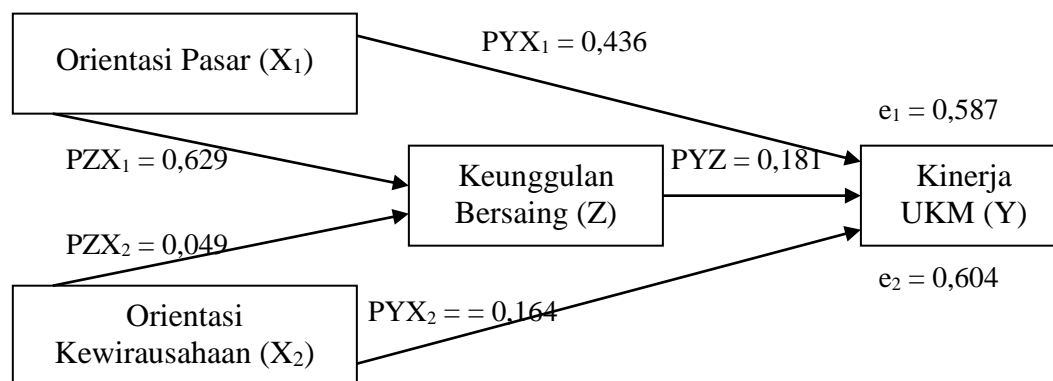 Orientasi Pasar (X₁)
PYX₁ = 0,436
e₁ = 0,587
PZX₁ = 0,629
Keunggulan
Bersaing (Z)
PYZ = 0,181
Kinerja
UKM (Y)
PZX₂ = 0,049
e₂ = 0,604
Orientasi
Kewirausahaan (X₂)
PYX₂ = = 0,164